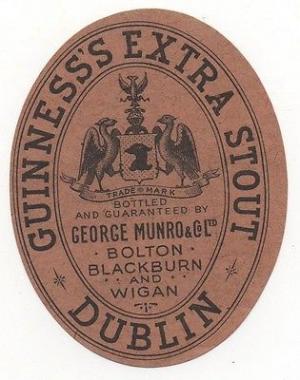 GUINNESS'S EXTRA STOUT
TRADE MARK
BOTTLED
AND GUARANTEED BY
GEORGE MUNRO & Co LTD
BOLTON
BLACKBURN
AND
WIGAN
DUBLIN